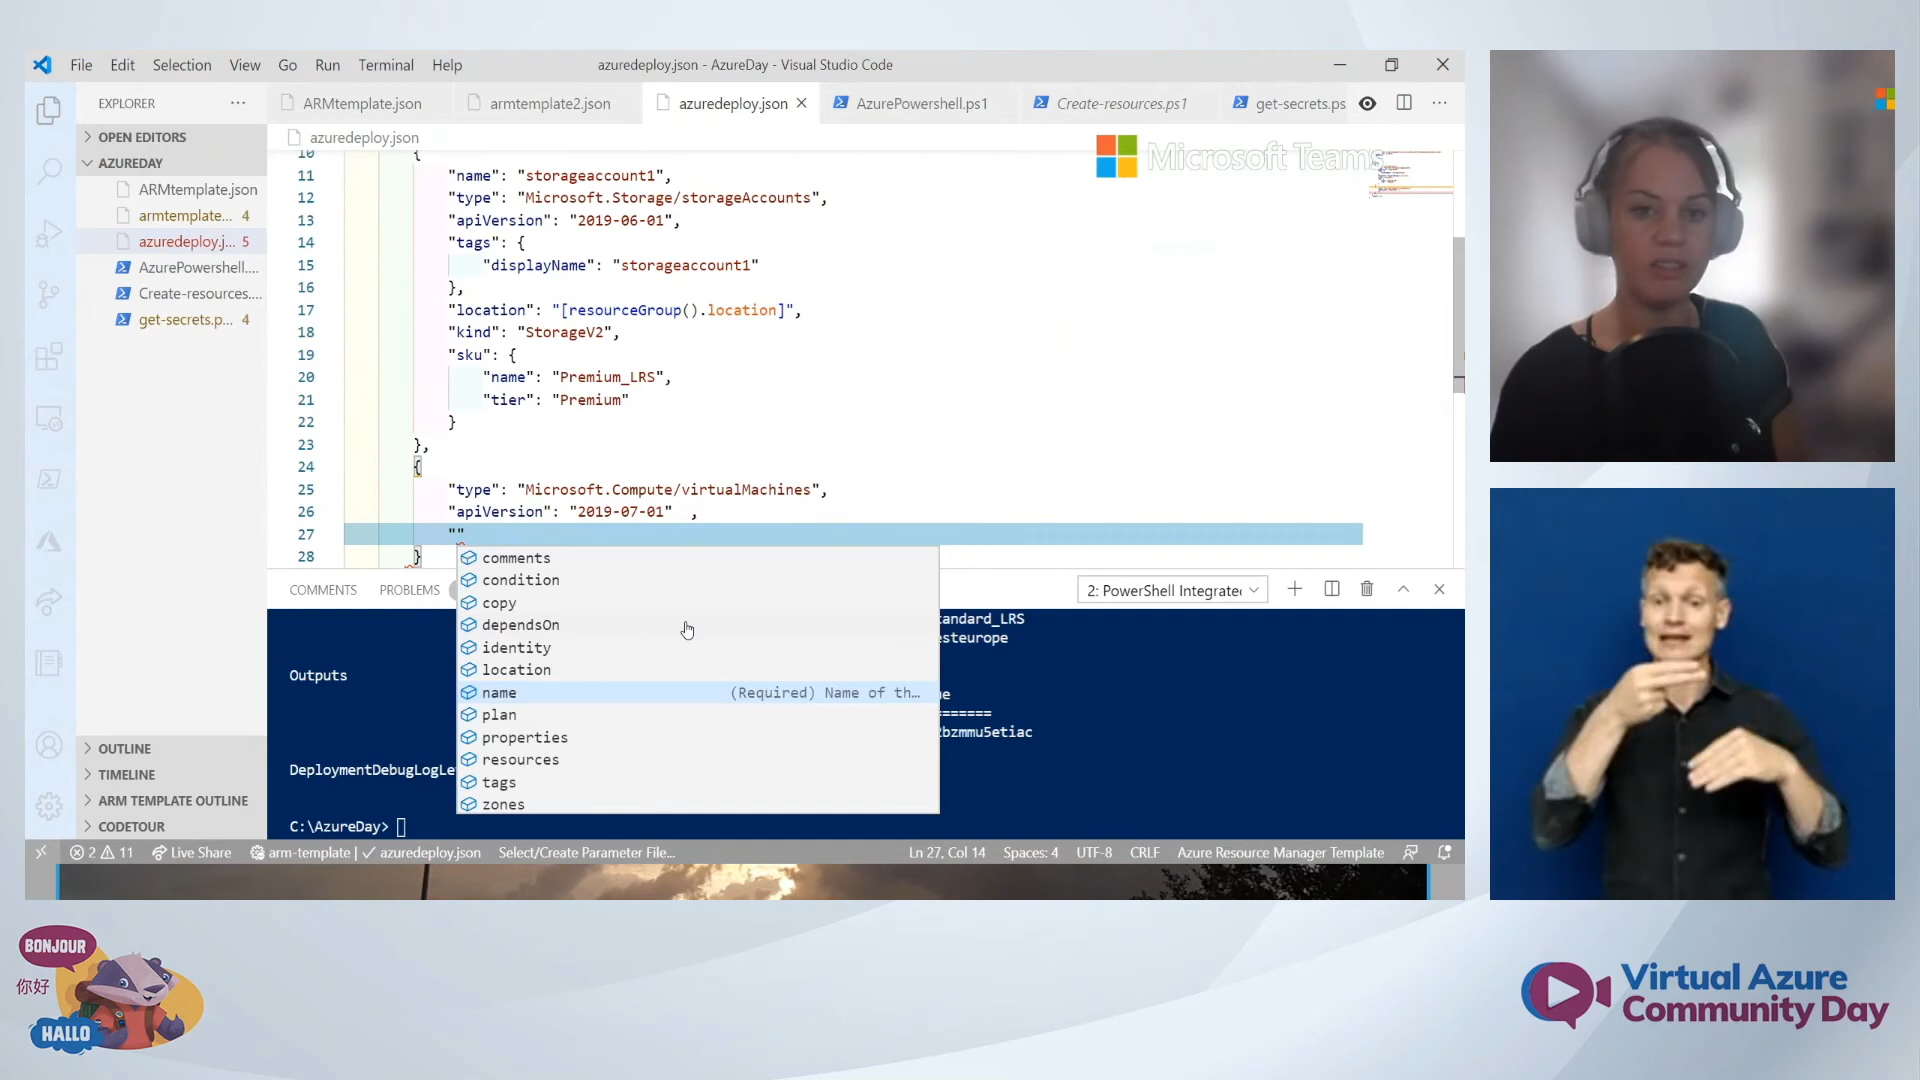 File Edit Selection View Go Run Terminal Help azuredeploy.json - AzureDay - Visual Studio Code
EXPLORER ··· ARMtemplate.json armtemplate2.json azuredeploy.json AzurePowershell.ps1 Create-resources.ps1 get-secrets.ps ···
OPEN EDITORS
AZUREDAY
ARMtemplate.json
armtemplate... 4
azuredeploy.j... 5
AzurePowershell....
Create-resources....
get-secrets.p... 4
OUTLINE
TIMELINE
ARM TEMPLATE OUTLINE
CODETOUR
azuredeploy.json
Microsoft Teams
10 {
11 "name": "storageaccount1",
12 "type": "Microsoft.Storage/storageAccounts",
13 "apiVersion": "2019-06-01",
14 "tags": {
15 "displayName": "storageaccount1"
16 },
17 "location": "[resourceGroup().location]",
18 "kind": "StorageV2",
19 "sku": {
20 "name": "Premium_LRS",
21 "tier": "Premium"
22 }
23 },
24 {
25 "type": "Microsoft.Compute/virtualMachines",
26 "apiVersion": "2019-07-01" ,
27 ""
28 }
comments
condition
copy
dependsOn
identity
location
name (Required) Name of th...
plan
properties
resources
tags
zones
COMMENTS PROBLEMS 2: PowerShell Integrate
tandard_LRS
esteurope
Outputs
me
=======
2bzmmu5etiac
DeploymentDebugLogLe
C:\AzureDay>
2 11 Live Share arm-template | ✓ azuredeploy.json Select/Create Parameter File... Ln 27, Col 14 Spaces: 4 UTF-8 CRLF Azure Resource Manager Template
BONJOUR
你好
HALLO
Virtual Azure
Community Day